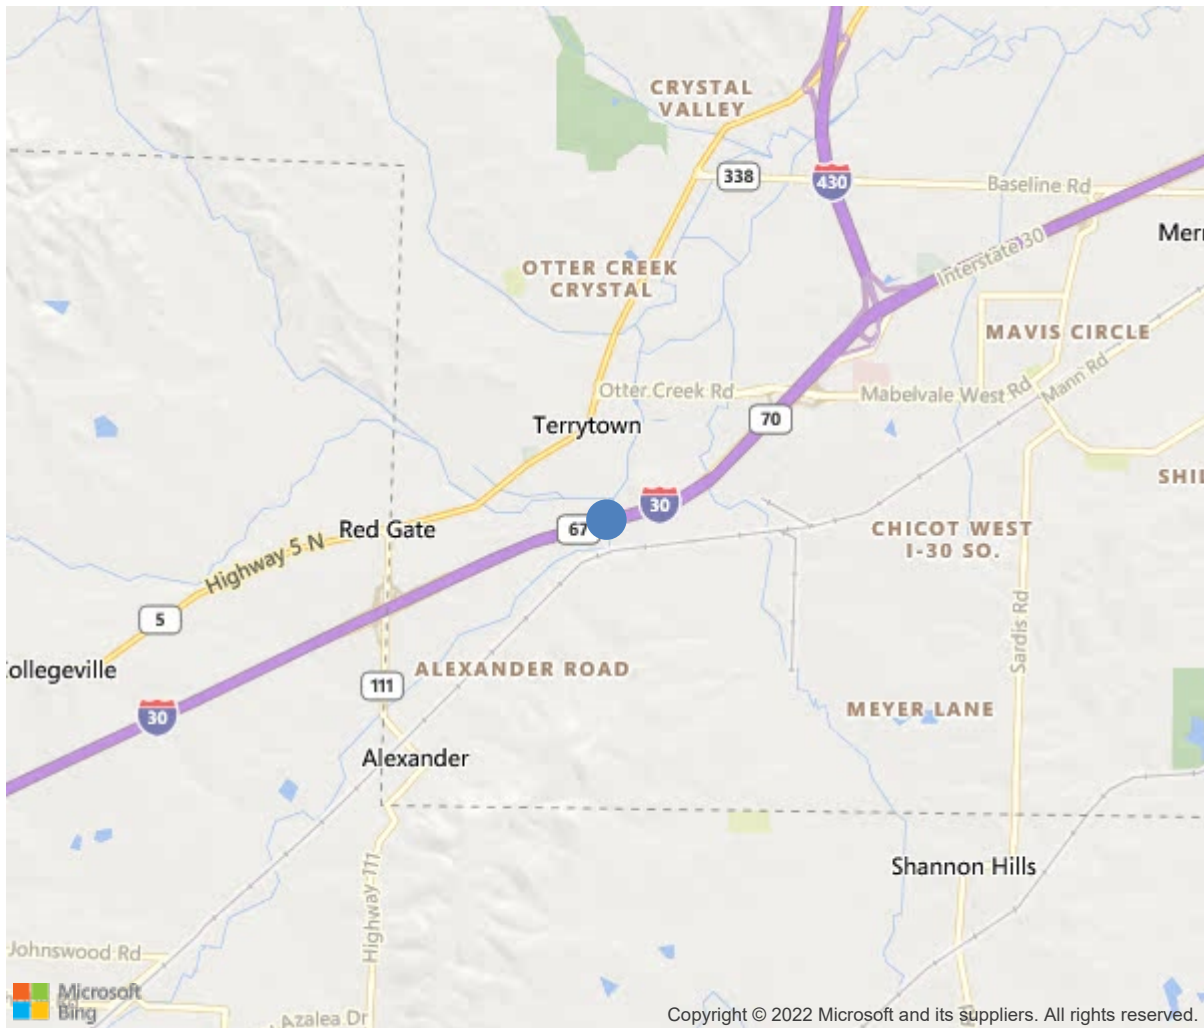 CRYSTAL
VALLEY
338
430
Baseline Rd
Interstate 30
OTTER CREEK
CRYSTAL
MAVIS CIRCLE
Otter Creek Rd
Mabelvale West Rd
Mann Rd
Terrytown
70
30
67
Red Gate
Highway 5 N
CHICOT WEST
I-30 SO.
5
Sardis Rd
ollegeville
ALEXANDER ROAD
111
30
MEYER LANE
Alexander
Shannon Hills
Highway 111
Johnswood Rd
Microsoft
Bing
Azalea Dr
Copyright © 2022 Microsoft and its suppliers. All rights reserved.